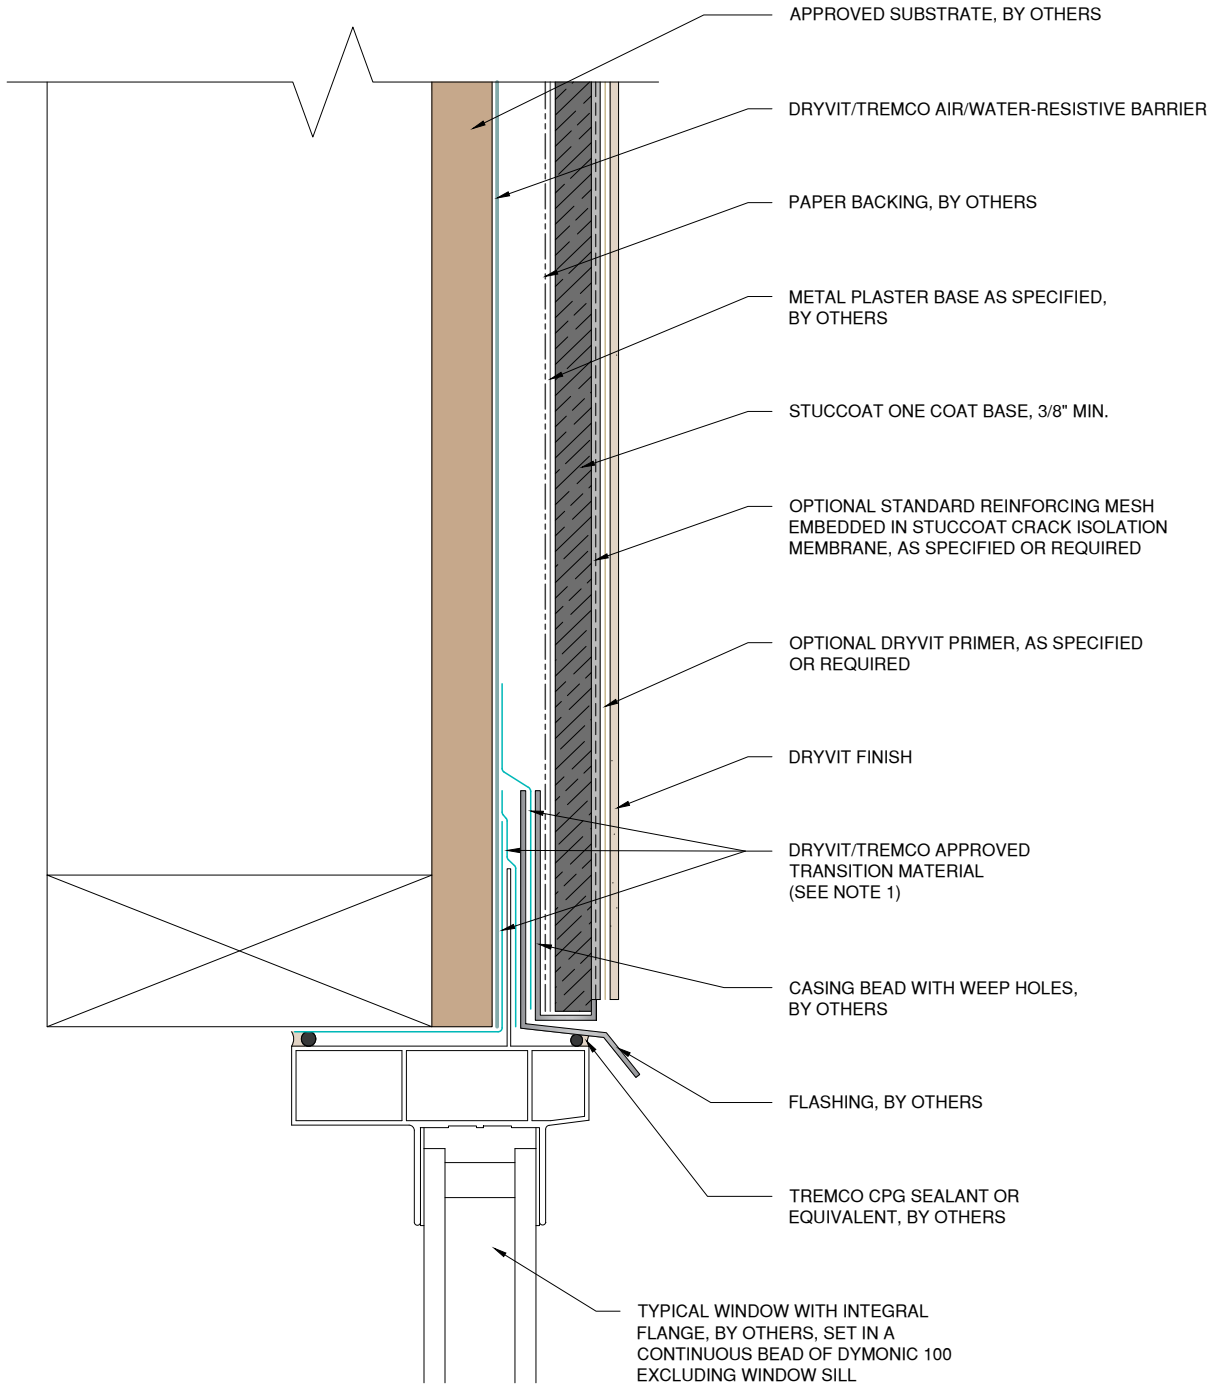 APPROVED SUBSTRATE, BY OTHERS
DRYVIT/TREMCO AIR/WATER-RESISTIVE BARRIER
PAPER BACKING, BY OTHERS
METAL PLASTER BASE AS SPECIFIED,
BY OTHERS
STUCCOAT ONE COAT BASE, 3/8" MIN.
OPTIONAL STANDARD REINFORCING MESH
EMBEDDED IN STUCCOAT CRACK ISOLATION
MEMBRANE, AS SPECIFIED OR REQUIRED
OPTIONAL DRYVIT PRIMER, AS SPECIFIED
OR REQUIRED
DRYVIT FINISH
DRYVIT/TREMCO APPROVED
TRANSITION MATERIAL
(SEE NOTE 1)
CASING BEAD WITH WEEP HOLES,
BY OTHERS
FLASHING, BY OTHERS
TREMCO CPG SEALANT OR
EQUIVALENT, BY OTHERS
TYPICAL WINDOW WITH INTEGRAL
FLANGE, BY OTHERS, SET IN A
CONTINUOUS BEAD OF DYMONIC 100
EXCLUDING WINDOW SILL